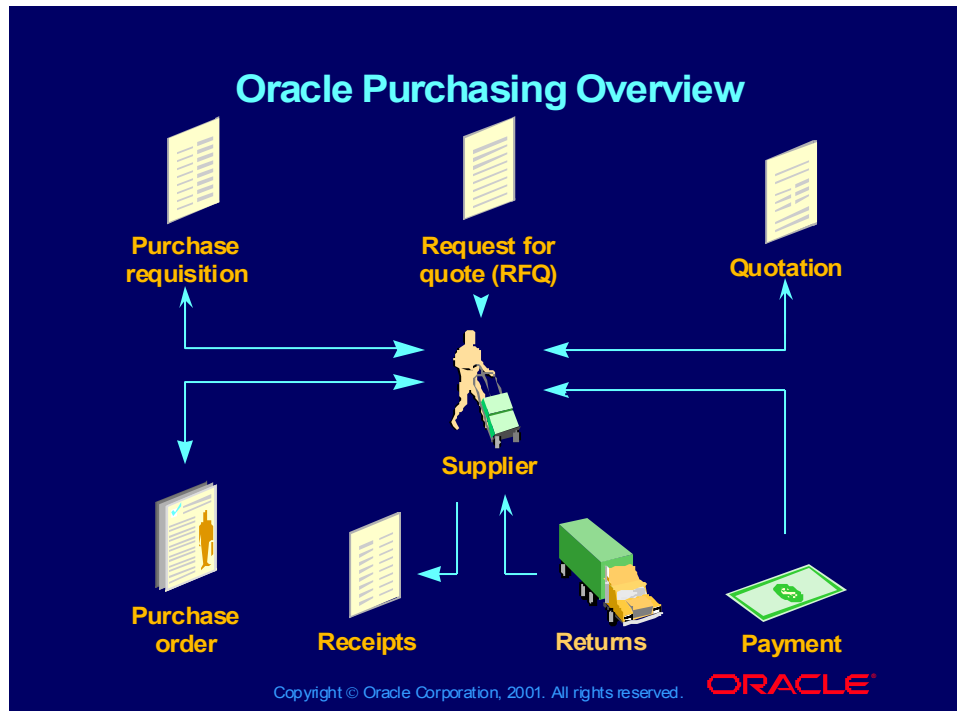 Oracle Purchasing Overview
Purchase
requisition
Request for
quote (RFQ)
Quotation
Supplier
Purchase
order
Receipts
Returns
Payment
Copyright © Oracle Corporation, 2001. All rights reserved.
ORACLE®